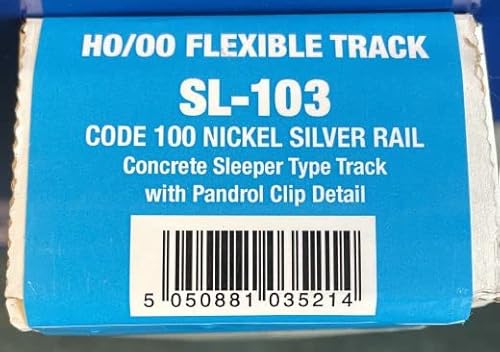 HO/OO FLEXIBLE TRACK
SL-103
CODE 100 NICKEL SILVER RAIL
Concrete Sleeper Type Track
with Pandrol Clip Detail
5 050881 035214